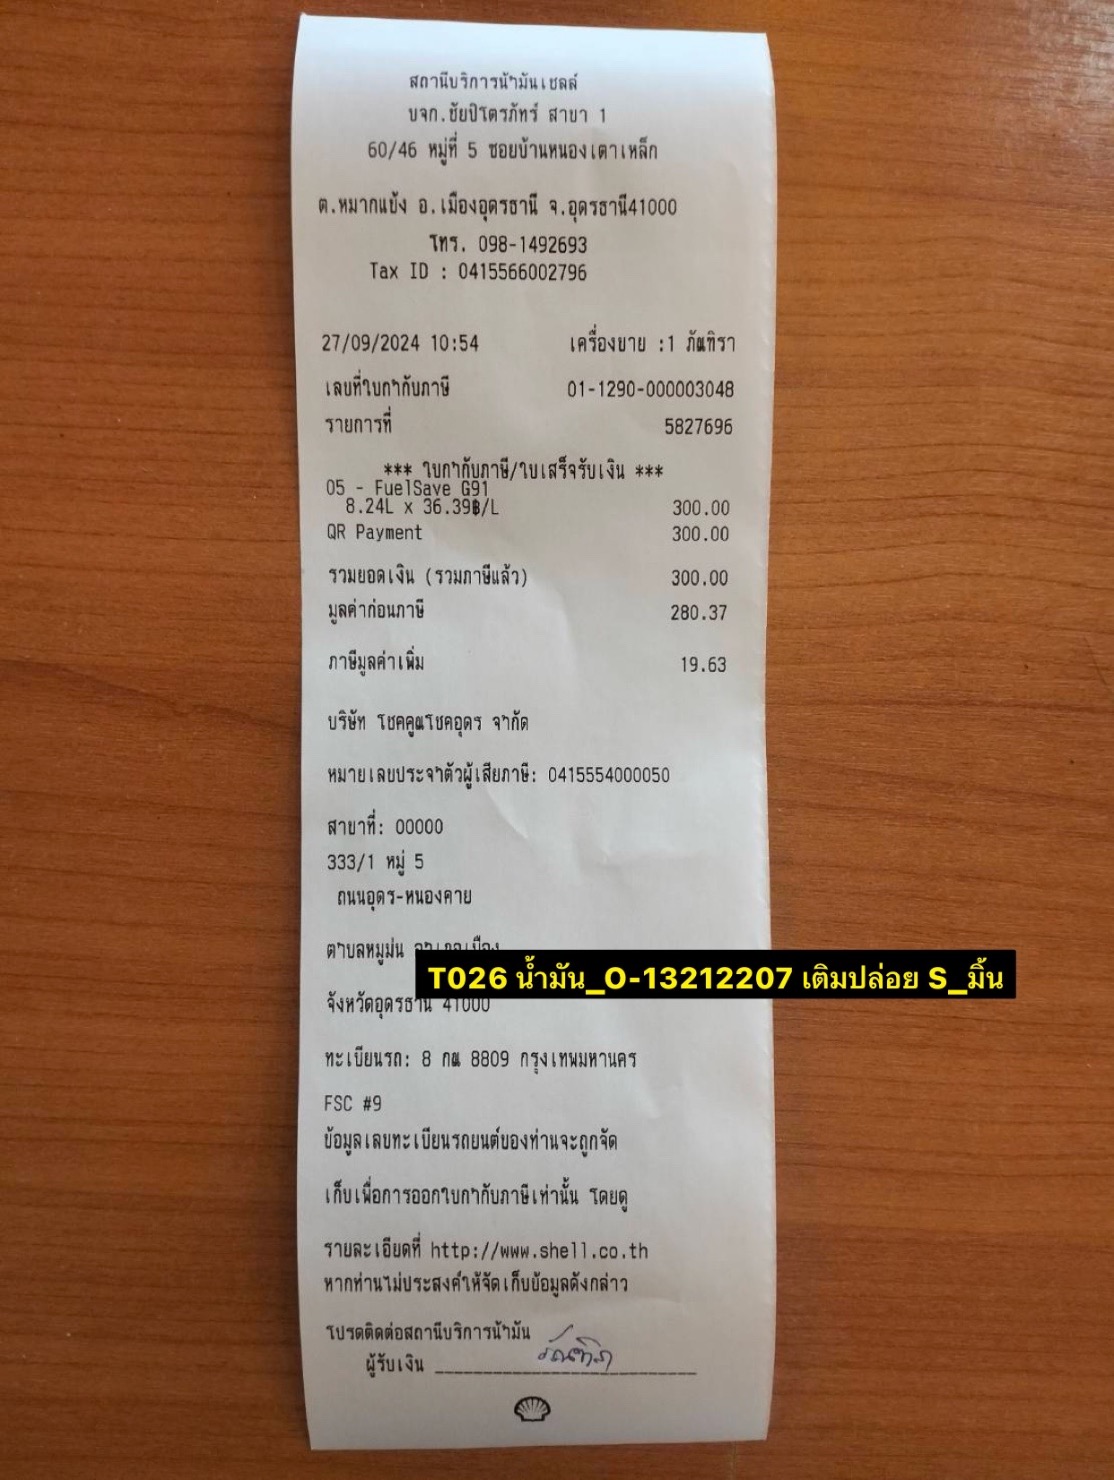 สถานีบริการน้ำมันเชลล์
บจก.ชัยปิโตรภัทร์ สาขา 1
60/46 หมู่ที่ 5 ซอยบ้านหนองเตาเหล็ก
ต.หมากแข้ง อ.เมืองอุดรธานี จ.อุดรธานี41000
โทร. 098-1492693
Tax ID : 0415566002796
27/09/2024 10:54 เครื่องขาย :1 ภัณฑิรา
เลขที่ใบกำกับภาษี 01-1290-000003048
รายการที่ 5827696
*** ใบกำกับภาษี/ใบเสร็จรับเงิน ***
05 - FuelSave G91
8.24L x 36.39฿/L 300.00
QR Payment 300.00
รวมยอดเงิน (รวมภาษีแล้ว) 300.00
มูลค่าก่อนภาษี 280.37
ภาษีมูลค่าเพิ่ม 19.63
บริษัท โชคคูณโชคอุดร จำกัด
หมายเลขประจำตัวผู้เสียภาษี: 0415554000050
สาขาที่: 00000
333/1 หมู่ 5
ถนนอุดร-หนองคาย
ตำบลหมูม่น อำเภอเมือง
T026 น้ำมัน_O-13212207 เติมปล่อย S_มิ้น
จังหวัดอุดรธานี 41000
ทะเบียนรถ: 8 กณ 8809 กรุงเทพมหานคร
FSC #9
ข้อมูลเลขทะเบียนรถยนต์ของท่านจะถูกจัด
เก็บเพื่อการออกใบกำกับภาษีเท่านั้น โดยดู
รายละเอียดที่ http://www.shell.co.th
หากท่านไม่ประสงค์ให้จัดเก็บข้อมูลดังกล่าว
โปรดติดต่อสถานีบริการน้ำมัน
ผู้รับเงิน